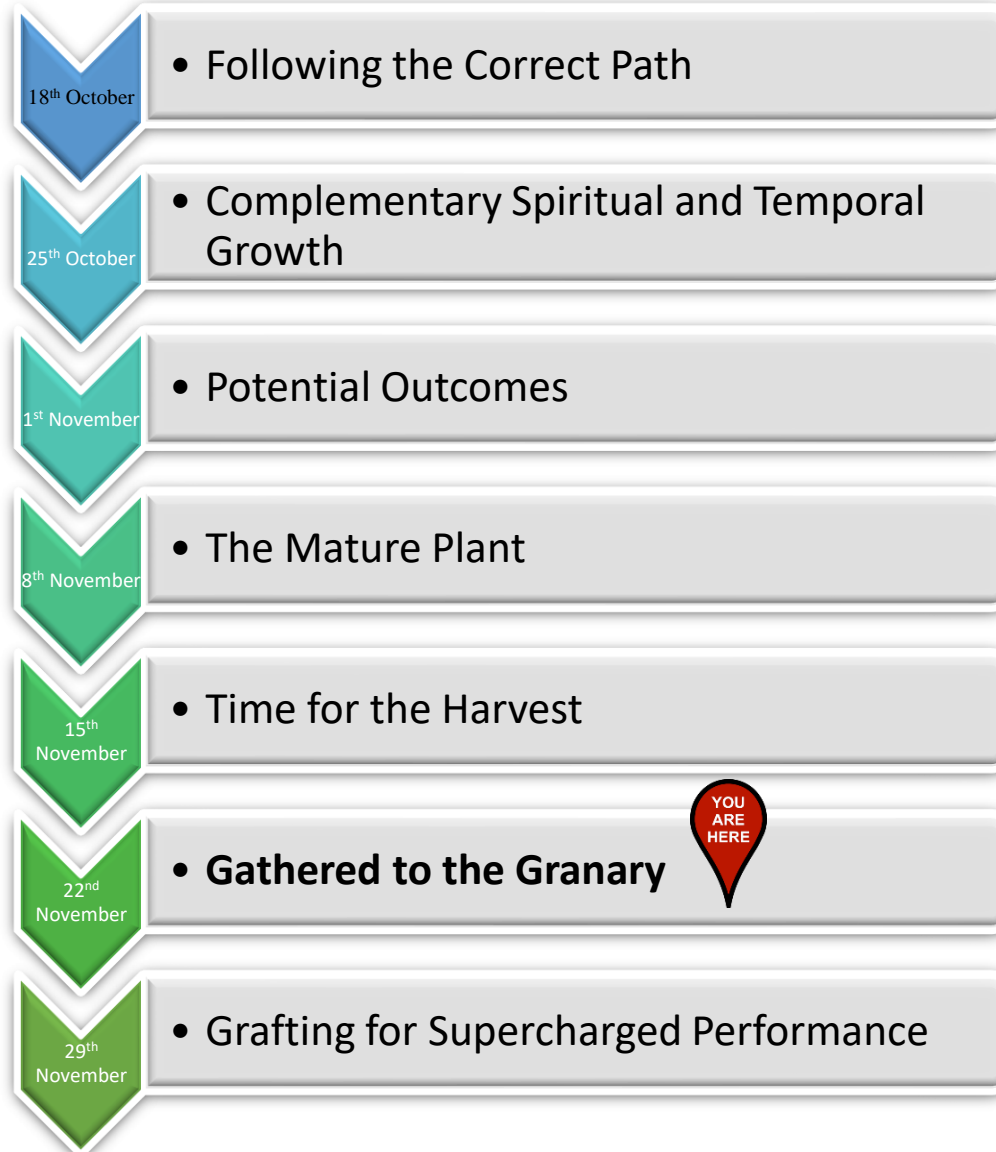 18th October
• Following the Correct Path
25th October
• Complementary Spiritual and Temporal
Growth
1st November
• Potential Outcomes
8th November
• The Mature Plant
15th
November
• Time for the Harvest
22nd
November
• Gathered to the Granary
YOU
ARE
HERE
29th
November
• Grafting for Supercharged Performance